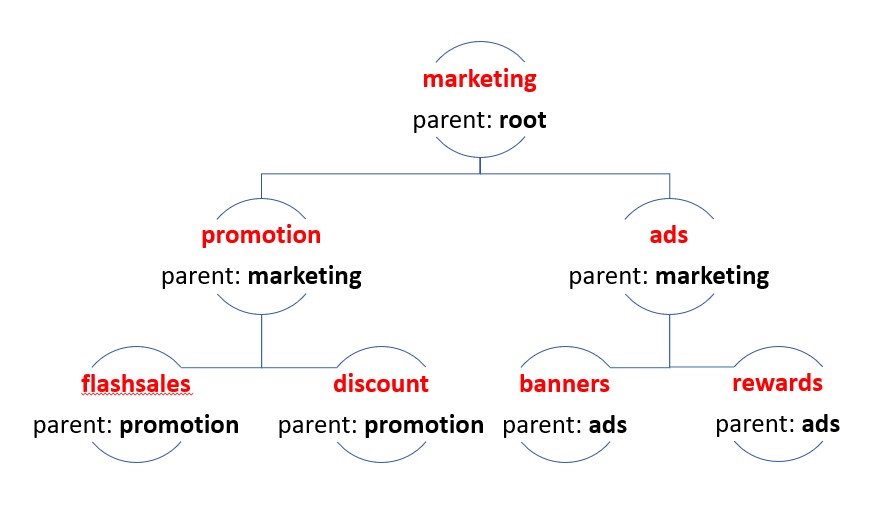 marketing
parent: root
promotion
parent: marketing
ads
parent: marketing
flashsales
parent: promotion
discount
parent: promotion
banners
parent: ads
rewards
parent: ads